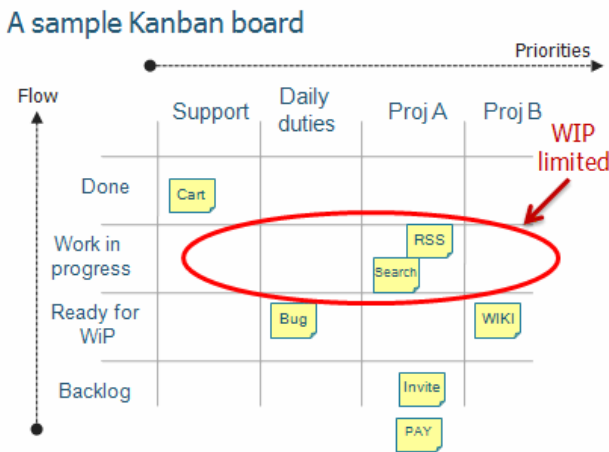 A sample Kanban board
Priorities
Flow
Support
Daily
duties
Proj A
Proj B
WIP
limited
Done
Cart
Work in
progress
RSS
Search
Ready for
WiP
Bug
WIKI
Backlog
Invite
PAY